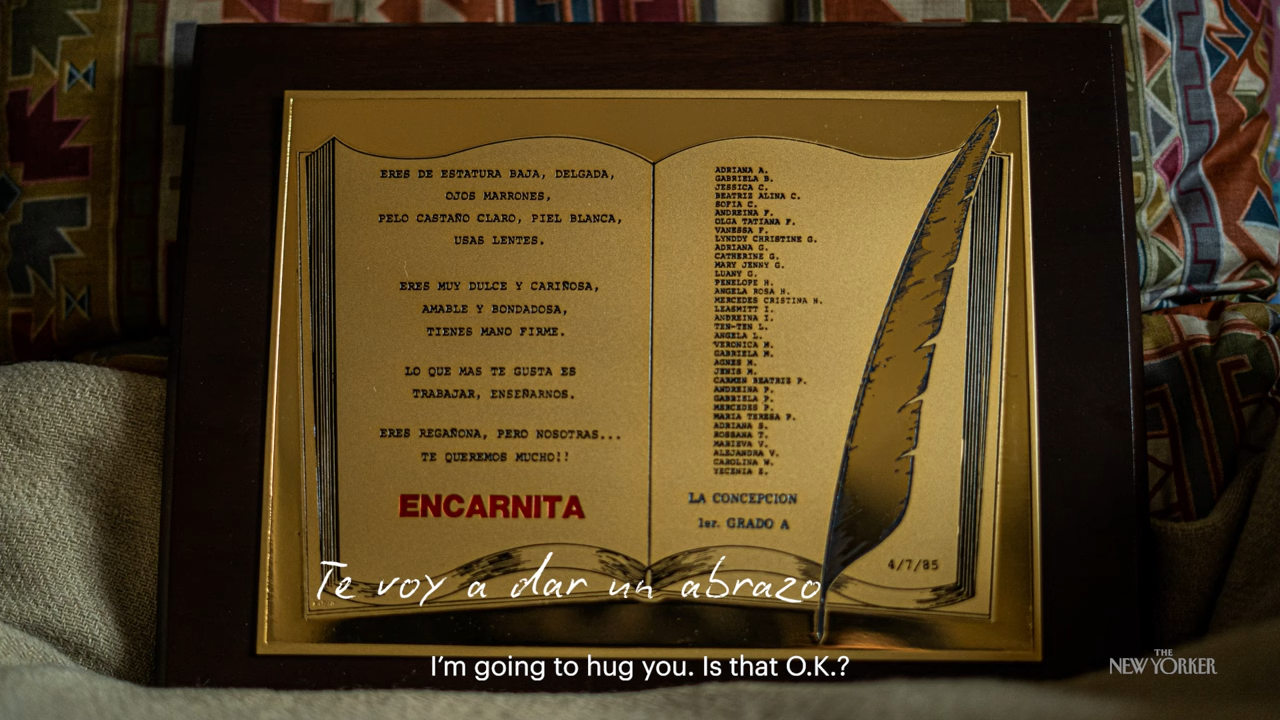 ERES DE ESTATURA BAJA, DELGADA,
OJOS MARRONES,
PELO CASTAÑO CLARO, PIEL BLANCA,
USAS LENTES.
ERES MUY DULCE Y CARIÑOSA,
AMABLE Y BONDADOSA,
TIENES MANO FIRME.
LO QUE MAS TE GUSTA ES
TRABAJAR, ENSEÑARNOS.
ERES REGAÑONA, PERO NOSOTRAS...
TE QUEREMOS MUCHO!!
ENCARNITA
ADRIANA A.
GABRIELA B.
JESSICA C.
BEATRIZ ALINA C.
SOFIA C.
ANDREINA F.
OLGA TATIANA F.
VANESSA F.
LYNDDY CHRISTINE G.
ADRIANA G.
CATHERINE G.
MARY JENNY G.
LUANY G.
PENELOPE H.
ANGELA ROSA H.
MERCEDES CRISTINA H.
LEASMITT I.
ANDREINA I.
TEN-TEN L.
ANGELA L.
VERONICA M.
GABRIELA M.
AGNES M.
JENIS M.
CARMEN BEATRIZ P.
ANDREINA P.
GABRIELA P.
MERCEDES P.
MARIA TERESA P.
ADRIANA S.
ROSSANA T.
MARIEVA V.
ALEJANDRA V.
CAROLINA W.
YECENIA Z.
LA CONCEPCION
1er. GRADO A
4/7/85
Te voy a dar un abrazo
I'm going to hug you. Is that O.K.?
THE
NEW YORKER